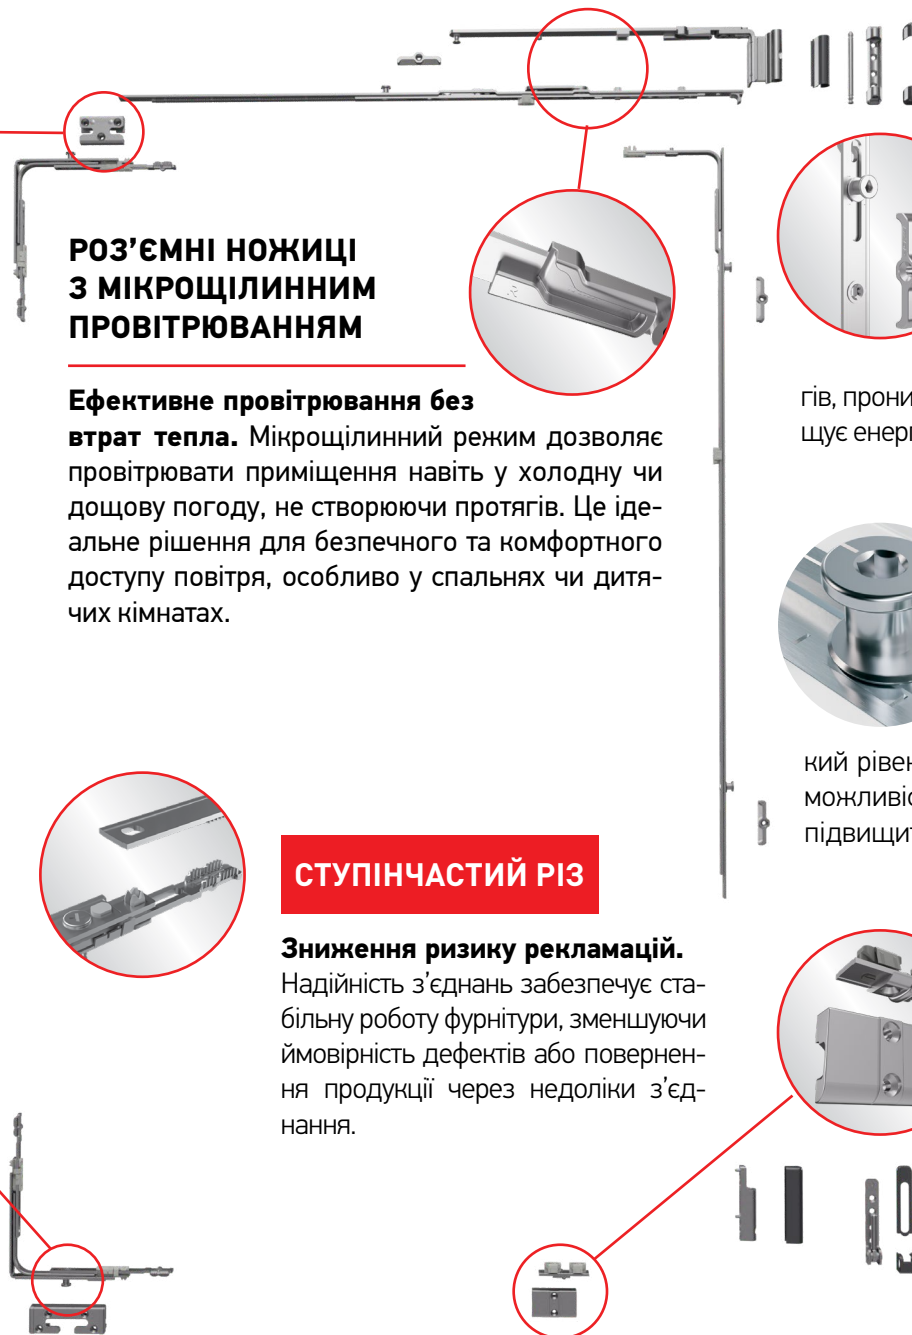 РОЗ’ЄМНІ НОЖИЦІ
З МІКРОЩІЛИННИМ
ПРОВІТРЮВАННЯМ
Ефективне провітрювання без
втрат тепла. Мікрощілинний режим дозволяє
провітрювати приміщення навіть у холодну чи
дощову погоду, не створюючи протягів. Це іде-
альне рішення для безпечного та комфортного
доступу повітря, особливо у спальнях чи дитя-
чих кімнатах.
гів, прони
щує енер
кий рівен
можливіс
підвищит
СТУПІНЧАСТИЙ РІЗ
Зниження ризику рекламацій.
Надійність з’єднань забезпечує ста-
більну роботу фурнітури, зменшуючи
ймовірність дефектів або повернен-
ня продукції через недоліки з’єд-
нання.